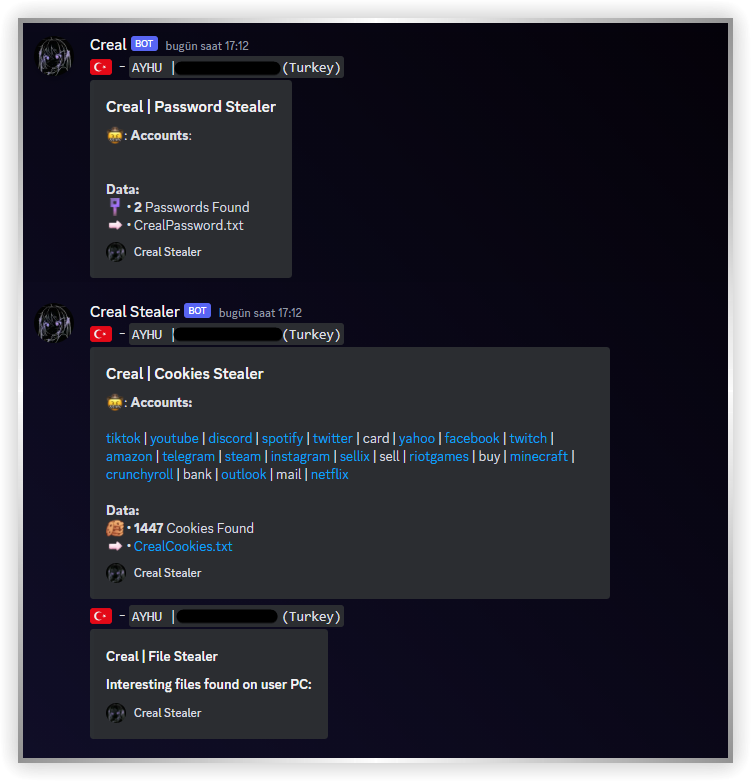 Creal BOT bugün saat 17:12
- AYHU | (Turkey)
Creal | Password Stealer
: Accounts:
Data:
• 2 Passwords Found
• CrealPassword.txt
Creal Stealer
Creal Stealer BOT bugün saat 17:12
- AYHU | (Turkey)
Creal | Cookies Stealer
: Accounts:
tiktok | youtube | discord | spotify | twitter | card | yahoo | facebook | twitch |
amazon | telegram | steam | instagram | sellix | sell | riotgames | buy | minecraft |
crunchyroll | bank | outlook | mail | netflix
Data:
• 1447 Cookies Found
• CrealCookies.txt
Creal Stealer
- AYHU | (Turkey)
Creal | File Stealer
Interesting files found on user PC:
Creal Stealer